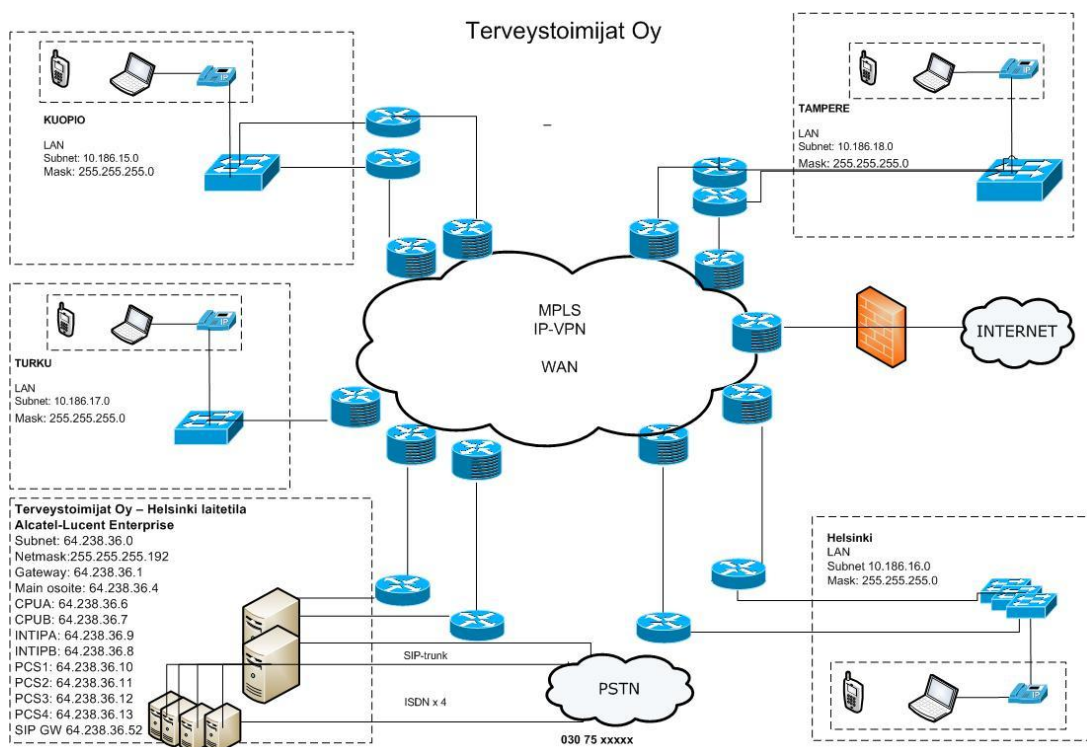 Terveystoimijat Oy
–
KUOPIO
LAN
Subnet: 10.186.15.0
Mask: 255.255.255.0
IP
TAMPERE
LAN
Subnet: 10.186.18.0
Mask: 255.255.255.0
IP
TURKU
LAN
Subnet: 10.186.17.0
Mask: 255.255.255.0
IP
MPLS
IP-VPN
WAN
INTERNET
Terveystoimijat Oy – Helsinki laitetila
Alcatel-Lucent Enterprise
Subnet: 64.238.36.0
Netmask:255.255.255.192
Gateway: 64.238.36.1
Main osoite: 64.238.36.4
CPUA: 64.238.36.6
CPUB: 64.238.36.7
INTIPA: 64.238.36.9
INTIPB: 64.238.36.8
PCS1: 64.238.36.10
PCS2: 64.238.36.11
PCS3: 64.238.36.12
PCS4: 64.238.36.13
SIP GW 64.238.36.52
SIP-trunk
ISDN x 4
PSTN
030 75 xxxxx
Helsinki
LAN
Subnet 10.186.16.0
Mask: 255.255.255.0
IP